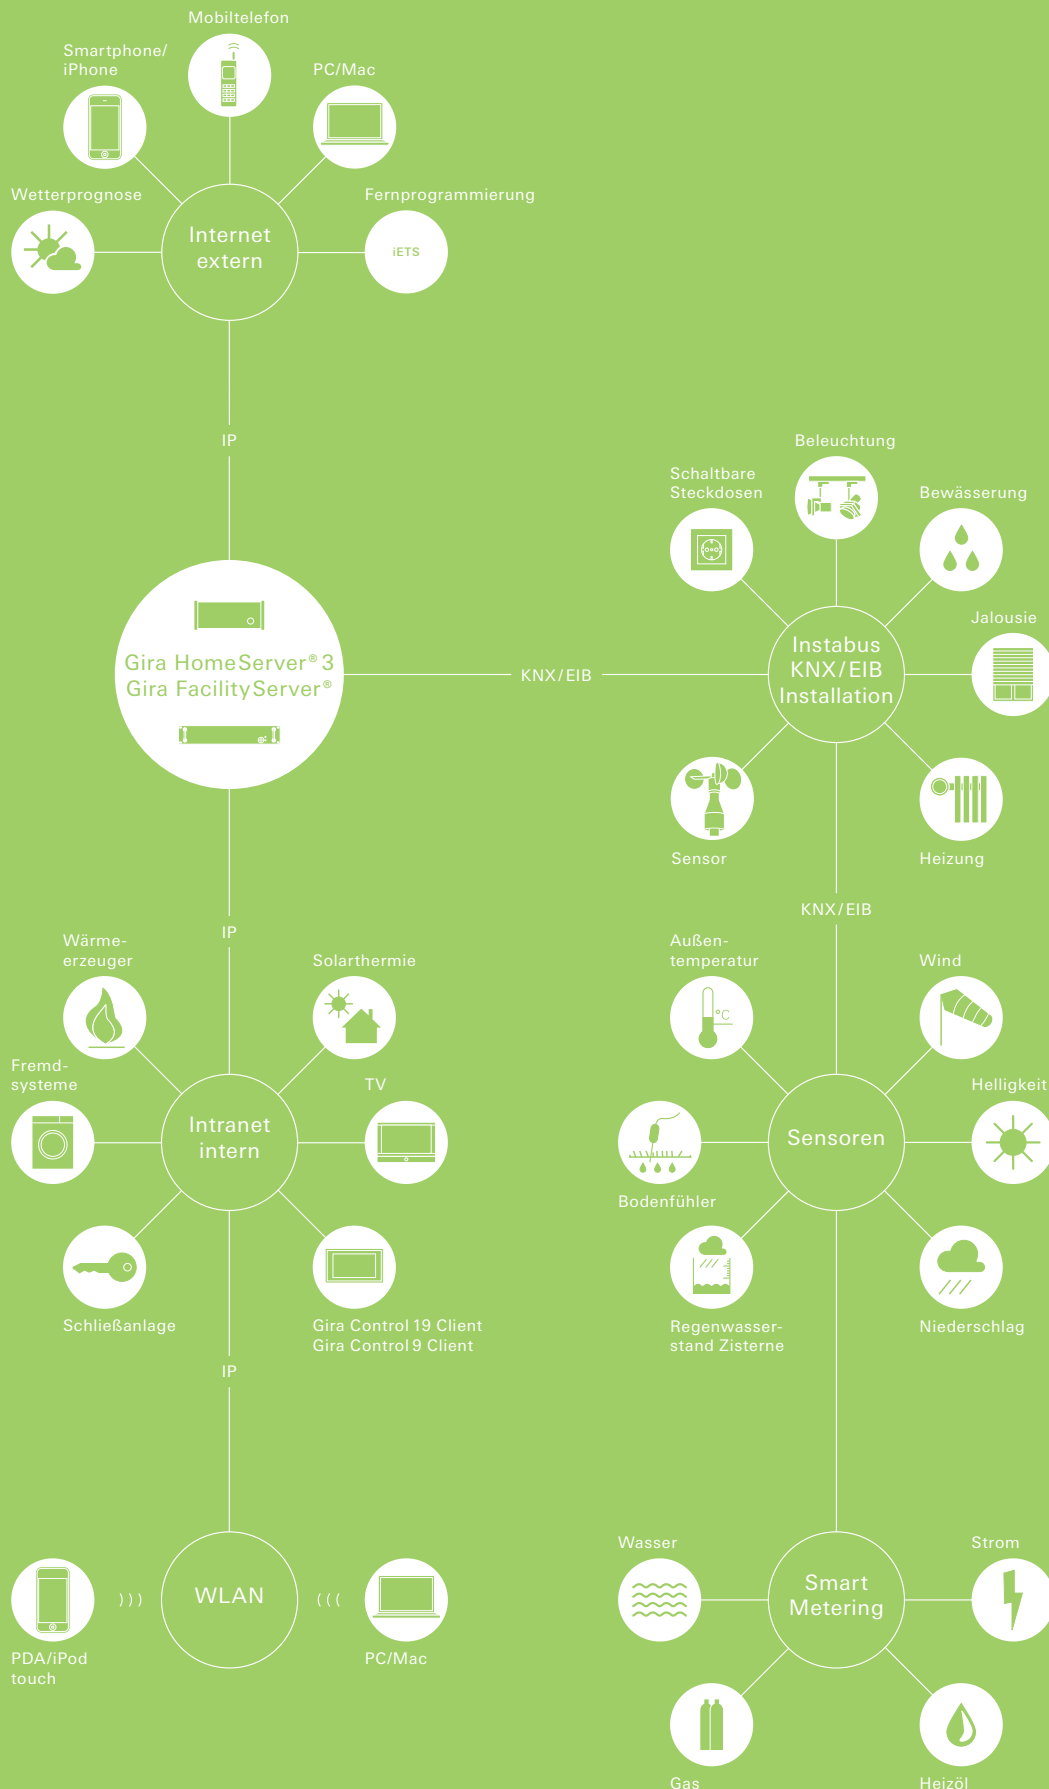 Mobiltelefon
Smartphone/
iPhone
PC/Mac
Wetterprognose
Fernprogrammierung
iETS
Internet
extern
IP
Gira HomeServer® 3
Gira FacilityServer®
KNX/EIB
Beleuchtung
Schaltbare
Steckdosen
Bewässerung
Jalousie
Instabus
KNX/EIB
Installation
Sensor
Heizung
KNX/EIB
IP
Wärme-
erzeuger
Solarthermie
Fremd-
systeme
TV
Intranet
intern
Schließanlage
Gira Control 19 Client
Gira Control 9 Client
IP
Außen-
temperatur
°C
Wind
Helligkeit
Sensoren
Bodenfühler
Regenwasser-
stand Zisterne
Niederschlag
WLAN
PDA/iPod
touch
PC/Mac
Wasser
Strom
Smart
Metering
Gas
Heizöl